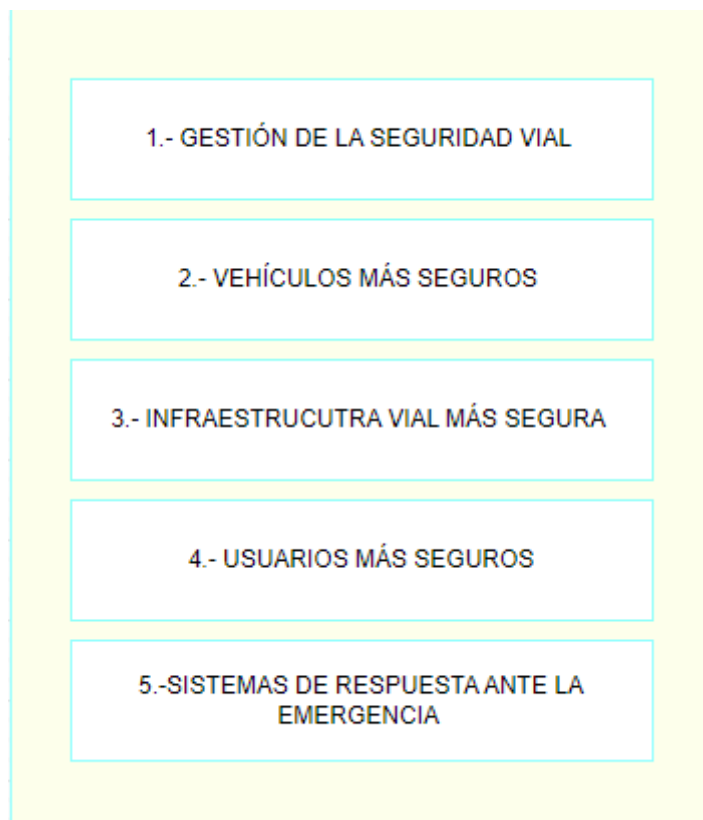 1.- GESTIÓN DE LA SEGURIDAD VIAL
2.- VEHÍCULOS MÁS SEGUROS
3.- INFRAESTRUCUTRA VIAL MÁS SEGURA
4.- USUARIOS MÁS SEGUROS
5.-SISTEMAS DE RESPUESTA ANTE LA
EMERGENCIA